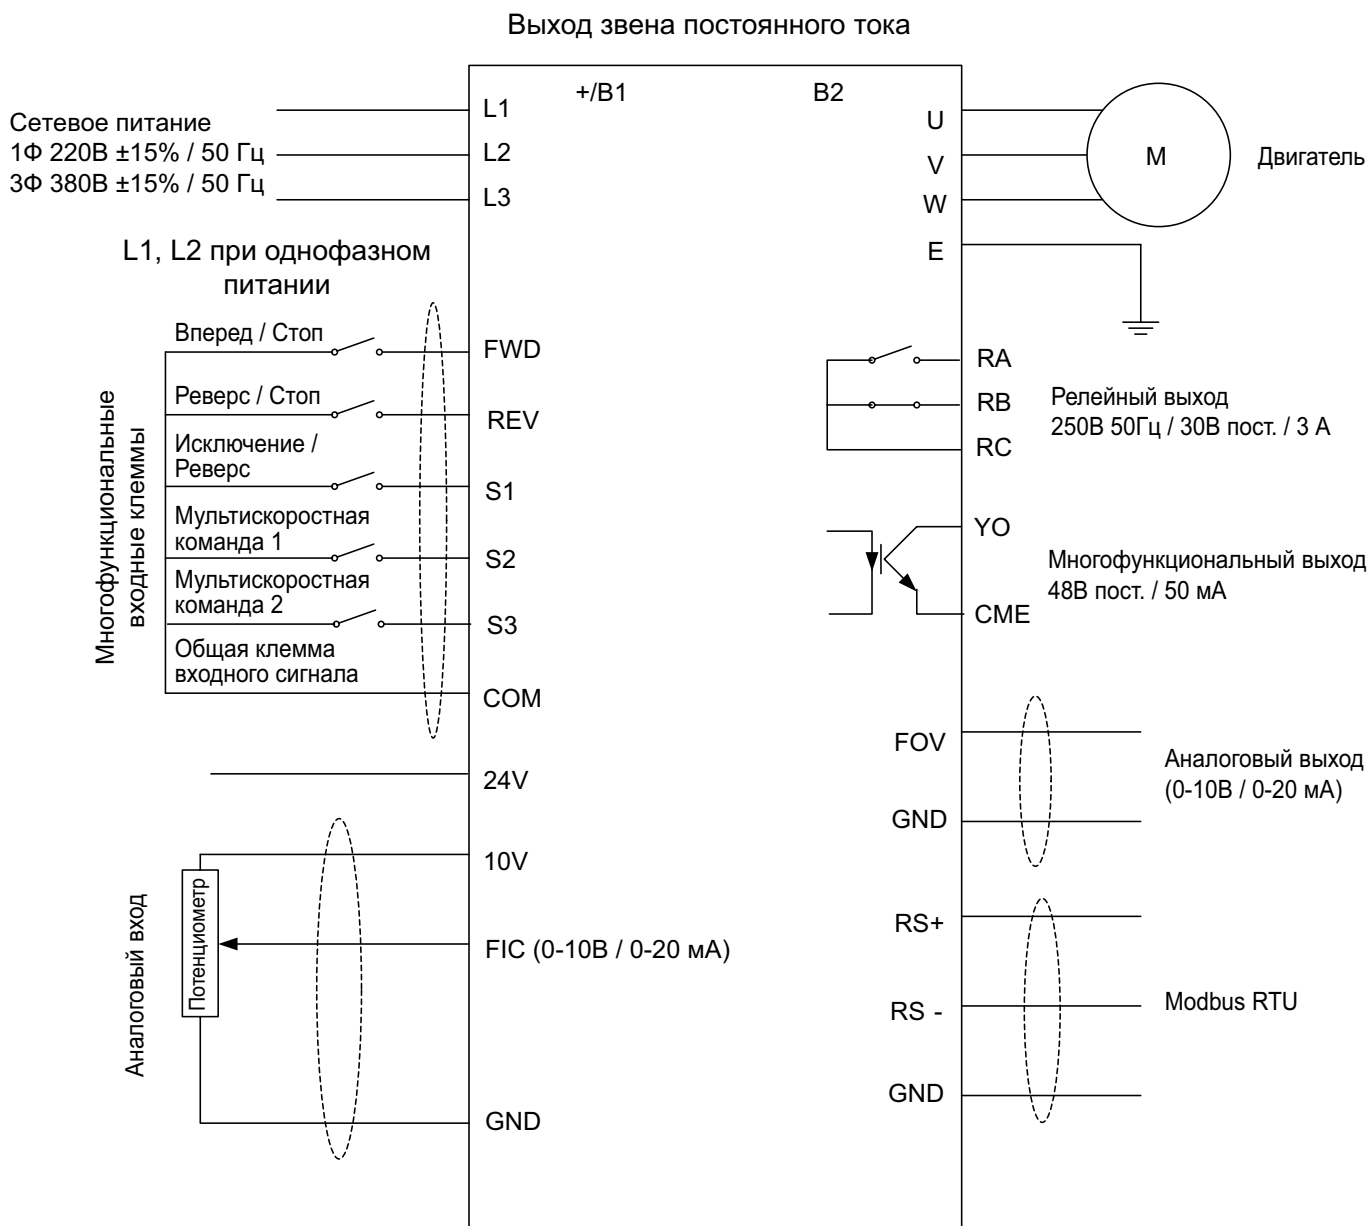 Выход звена постоянного тока
+/B1
B2
Сетевое питание
1Ф 220В ±15% / 50 Гц
3Ф 380В ±15% / 50 Гц
L1
L2
L3
L1, L2 при однофазном
питании
U
V
W
E
M
Двигатель
Многофункциональные
входные клеммы
Вперед / Стоп
FWD
Реверс / Стоп
REV
Исключение /
Реверс
S1
Мультискоростная
команда 1
S2
Мультискоростная
команда 2
S3
Общая клемма
входного сигнала
COM
24V
RA
RB
RC
Релейный выход
250В 50Гц / 30В пост. / 3 А
YO
CME
Многофункциональный выход
48В пост. / 50 мА
FOV
GND
Аналоговый выход
(0-10В / 0-20 мА)
Аналоговый вход
Потенциометр
10V
FIC (0-10В / 0-20 мА)
GND
RS+
RS -
GND
Modbus RTU